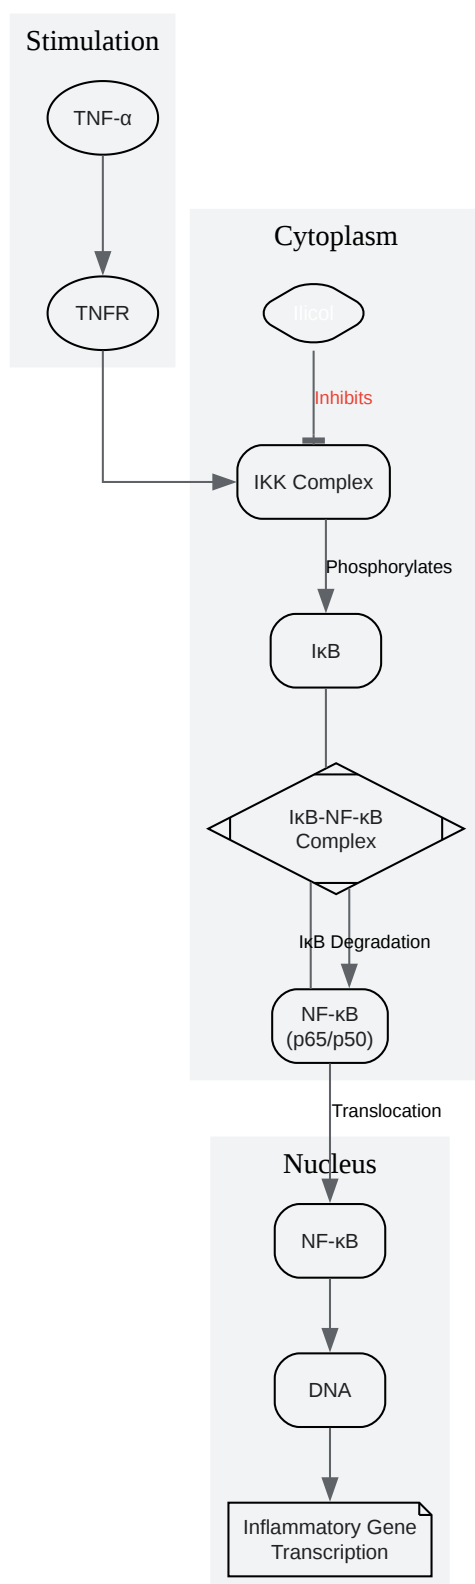 Stimulation
TNF-α
TNFR
Cytoplasm
Ilicol
Inhibits
IKK Complex
Phosphorylates
IκB
IκB-NF-κB
Complex
IκB Degradation
NF-κB
(p65/p50)
Translocation
Nucleus
NF-κB
DNA
Inflammatory Gene
Transcription